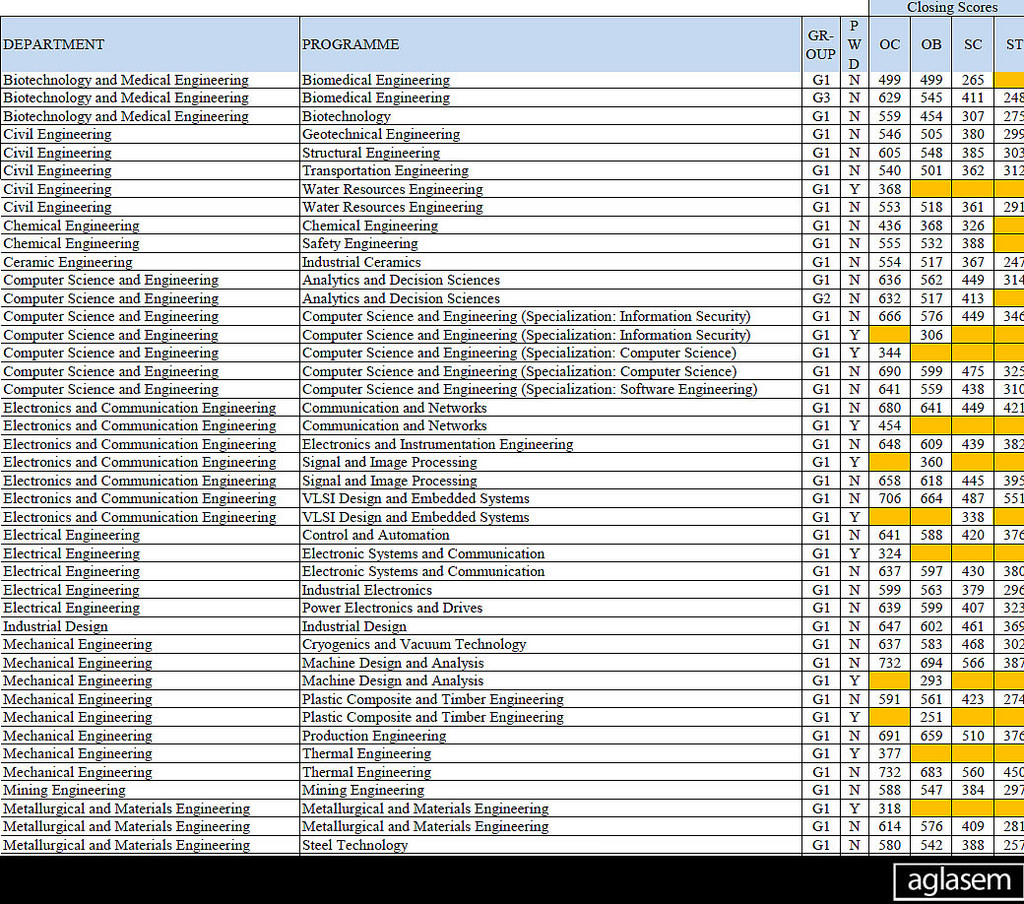 Closing Scores
DEPARTMENT PROGRAMME GR-OUP PWD OC OB SC ST
Biotechnology and Medical Engineering Biomedical Engineering G1 N 499 499 265
Biotechnology and Medical Engineering Biomedical Engineering G3 N 629 545 411 248
Biotechnology and Medical Engineering Biotechnology G1 N 559 454 307 275
Civil Engineering Geotechnical Engineering G1 N 546 505 380 299
Civil Engineering Structural Engineering G1 N 605 548 385 303
Civil Engineering Transportation Engineering G1 N 540 501 362 312
Civil Engineering Water Resources Engineering G1 Y 368
Civil Engineering Water Resources Engineering G1 N 553 518 361 291
Chemical Engineering Chemical Engineering G1 N 436 368 326
Chemical Engineering Safety Engineering G1 N 555 532 388
Ceramic Engineering Industrial Ceramics G1 N 554 517 367 247
Computer Science and Engineering Analytics and Decision Sciences G1 N 636 562 449 314
Computer Science and Engineering Analytics and Decision Sciences G2 N 632 517 413
Computer Science and Engineering Computer Science and Engineering (Specialization: Information Security) G1 N 666 576 449 346
Computer Science and Engineering Computer Science and Engineering (Specialization: Information Security) G1 Y 306
Computer Science and Engineering Computer Science and Engineering (Specialization: Computer Science) G1 Y 344
Computer Science and Engineering Computer Science and Engineering (Specialization: Computer Science) G1 N 690 599 475 325
Computer Science and Engineering Computer Science and Engineering (Specialization: Software Engineering) G1 N 641 559 438 310
Electronics and Communication Engineering Communication and Networks G1 N 680 641 449 421
Electronics and Communication Engineering Communication and Networks G1 Y 454
Electronics and Communication Engineering Electronics and Instrumentation Engineering G1 N 648 609 439 382
Electronics and Communication Engineering Signal and Image Processing G1 Y 360
Electronics and Communication Engineering Signal and Image Processing G1 N 658 618 445 395
Electronics and Communication Engineering VLSI Design and Embedded Systems G1 N 706 664 487 551
Electronics and Communication Engineering VLSI Design and Embedded Systems G1 Y 338
Electrical Engineering Control and Automation G1 N 641 588 420 376
Electrical Engineering Electronic Systems and Communication G1 Y 324
Electrical Engineering Electronic Systems and Communication G1 N 637 597 430 380
Electrical Engineering Industrial Electronics G1 N 599 563 379 296
Electrical Engineering Power Electronics and Drives G1 N 639 599 407 323
Industrial Design Industrial Design G1 N 647 602 461 369
Mechanical Engineering Cryogenics and Vacuum Technology G1 N 637 583 468 302
Mechanical Engineering Machine Design and Analysis G1 N 732 694 566 387
Mechanical Engineering Machine Design and Analysis G1 Y 293
Mechanical Engineering Plastic Composite and Timber Engineering G1 N 591 561 423 274
Mechanical Engineering Plastic Composite and Timber Engineering G1 Y 251
Mechanical Engineering Production Engineering G1 N 691 659 510 376
Mechanical Engineering Thermal Engineering G1 Y 377
Mechanical Engineering Thermal Engineering G1 N 732 683 560 450
Mining Engineering Mining Engineering G1 N 588 547 384 297
Metallurgical and Materials Engineering Metallurgical and Materials Engineering G1 Y 318
Metallurgical and Materials Engineering Metallurgical and Materials Engineering G1 N 614 576 409 281
Metallurgical and Materials Engineering Steel Technology G1 N 580 542 388 257
aglasem